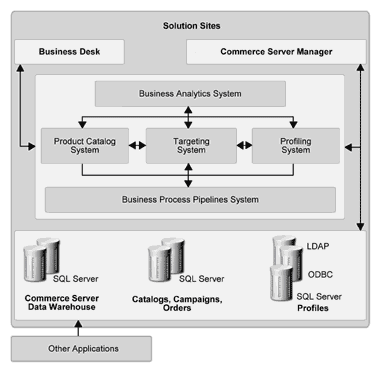 Solution Sites
Business Desk
Commerce Server Manager
Business Analytics System
Product Catalog
System
Targeting
System
Profiling
System
Business Process Pipelines System
LDAP
ODBC
SQL Server
SQL Server
SQL Server
Commerce Server
Data Warehouse
Catalogs, Campaigns,
Orders
Profiles
Other Applications